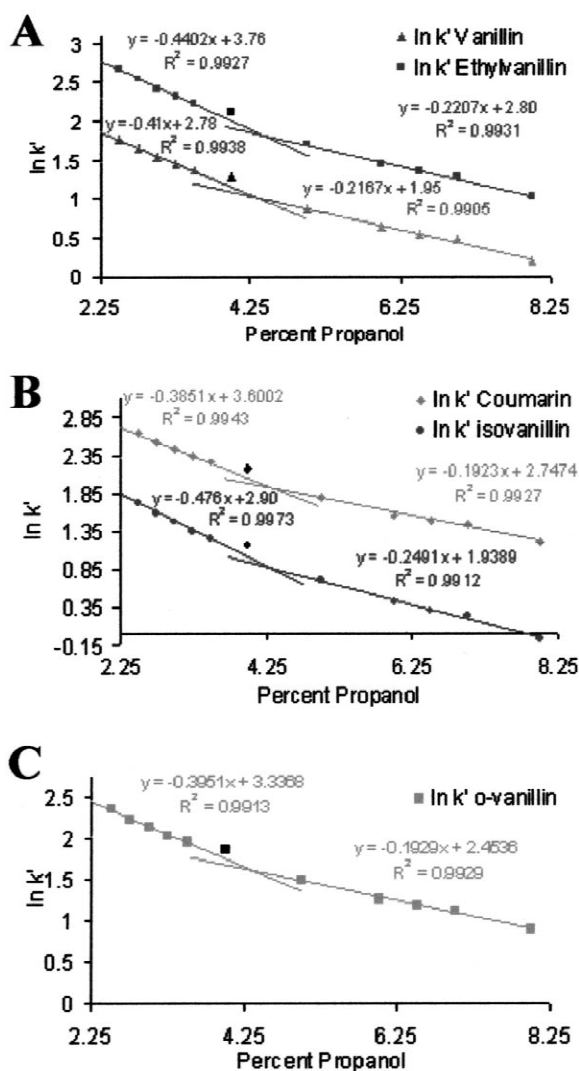 A
y = -0.4402x + 3.76
R² = 0.9927
ln k' Vanillin
ln k' Ethylvanillin
y = -0.2207x + 2.80
R² = 0.9931
y = -0.41x + 2.78
R² = 0.9938
y = -0.2167x + 1.95
R² = 0.9905
ln k'
3
2.5
2
1.5
1
0.5
0
2.25 4.25 6.25 8.25
Percent Propanol
B
y = -0.3851x + 3.6002
R² = 0.9943
ln k' Coumarin
ln k' isovanillin
y = -0.1923x + 2.7474
R² = 0.9927
y = -0.476x + 2.90
R² = 0.9973
y = -0.2491x + 1.9389
R² = 0.9912
ln k'
2.85
2.35
1.85
1.35
0.85
0.35
-0.15
2.25 4.25 6.25 8.25
Percent Propanol
C
y = -0.3951x + 3.3368
R² = 0.9913
ln k' o-vanillin
y = -0.1929x + 2.4536
R² = 0.9929
ln k'
2.5
2
1.5
1
0.5
0
2.25 4.25 6.25 8.25
Percent Propanol